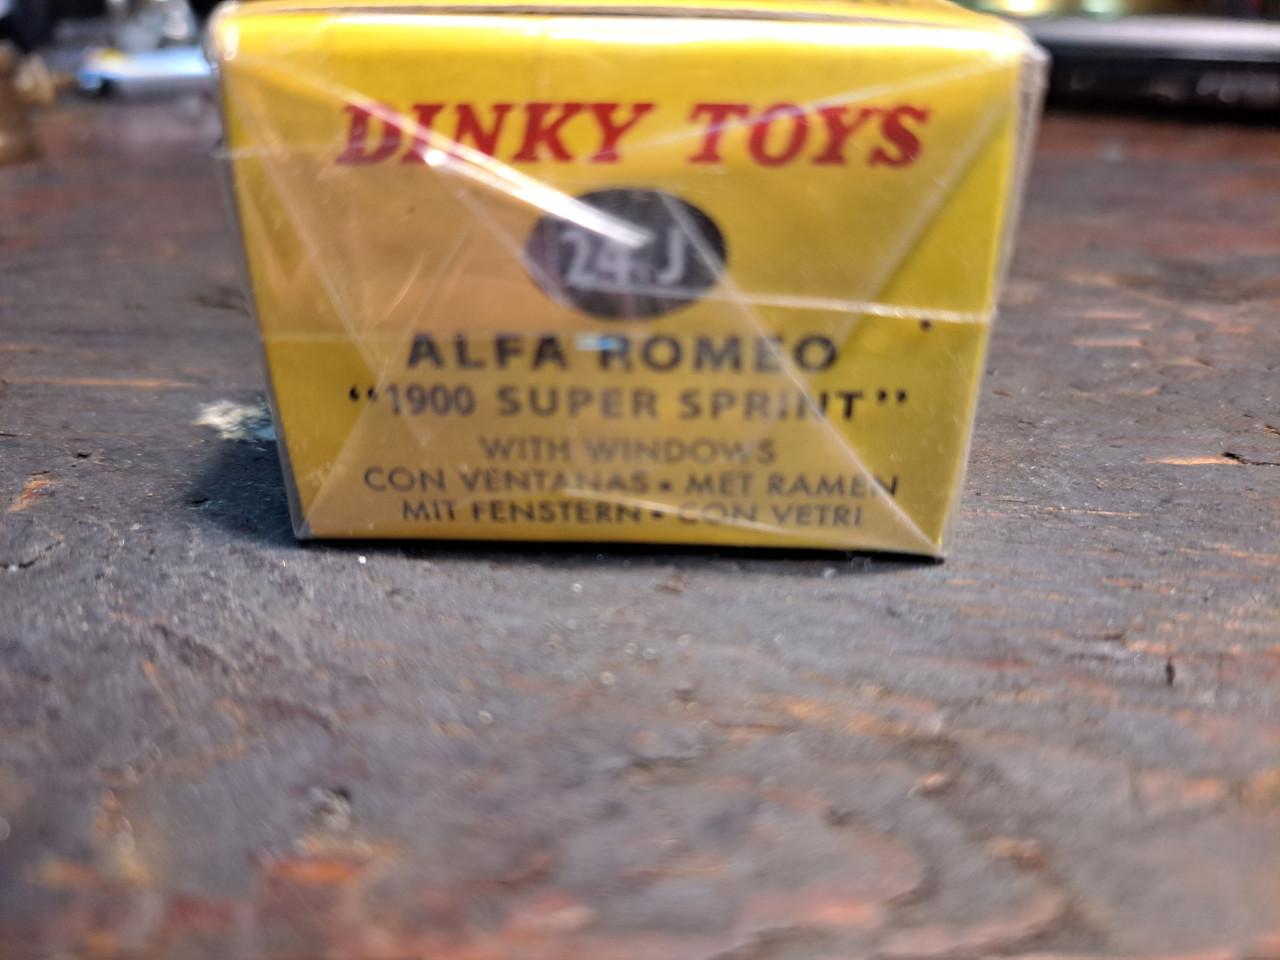 DINKY TOYS
24 J
ALFA ROMEO
“1900 SUPER SPRINT”
WITH WINDOWS
CON VENTANAS • MET RAMEN
MIT FENSTERN • CON VETRI